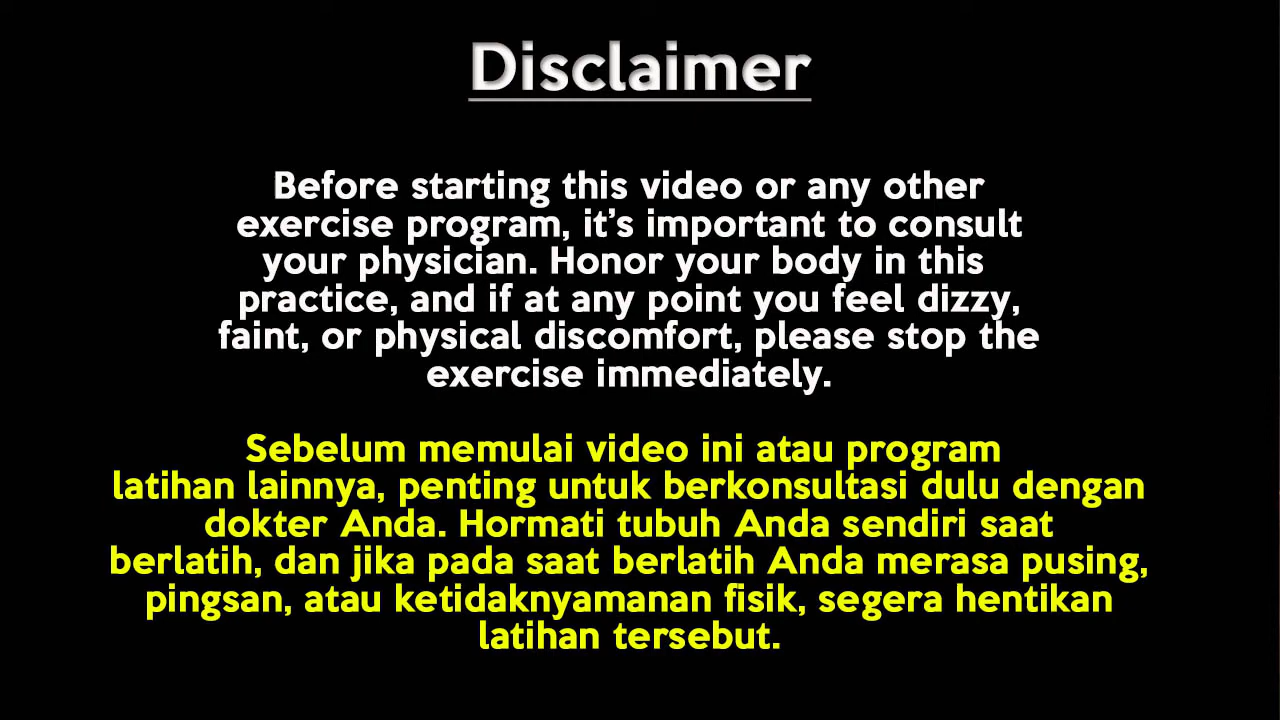 Disclaimer
Before starting this video or any other
exercise program, it's important to consult
your physician. Honor your body in this
practice, and if at any point you feel dizzy,
faint, or physical discomfort, please stop the
exercise immediately.
Sebelum memulai video ini atau program
latihan lainnya, penting untuk berkonsultasi dulu dengan
dokter Anda. Hormati tubuh Anda sendiri saat
berlatih, dan jika pada saat berlatih Anda merasa pusing,
pingsan, atau ketidaknyamanan fisik, segera hentikan
latihan tersebut.